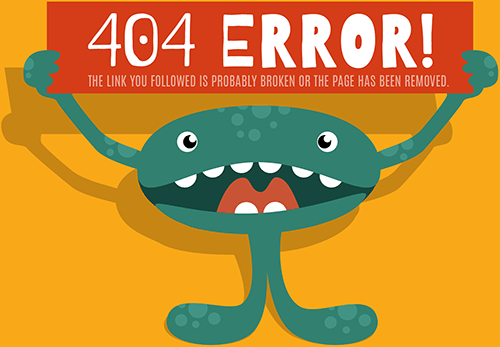 404 ERROR!
THE LINK YOU FOLLOWED IS PROBABLY BROKEN OR THE PAGE HAS BEEN REMOVED.